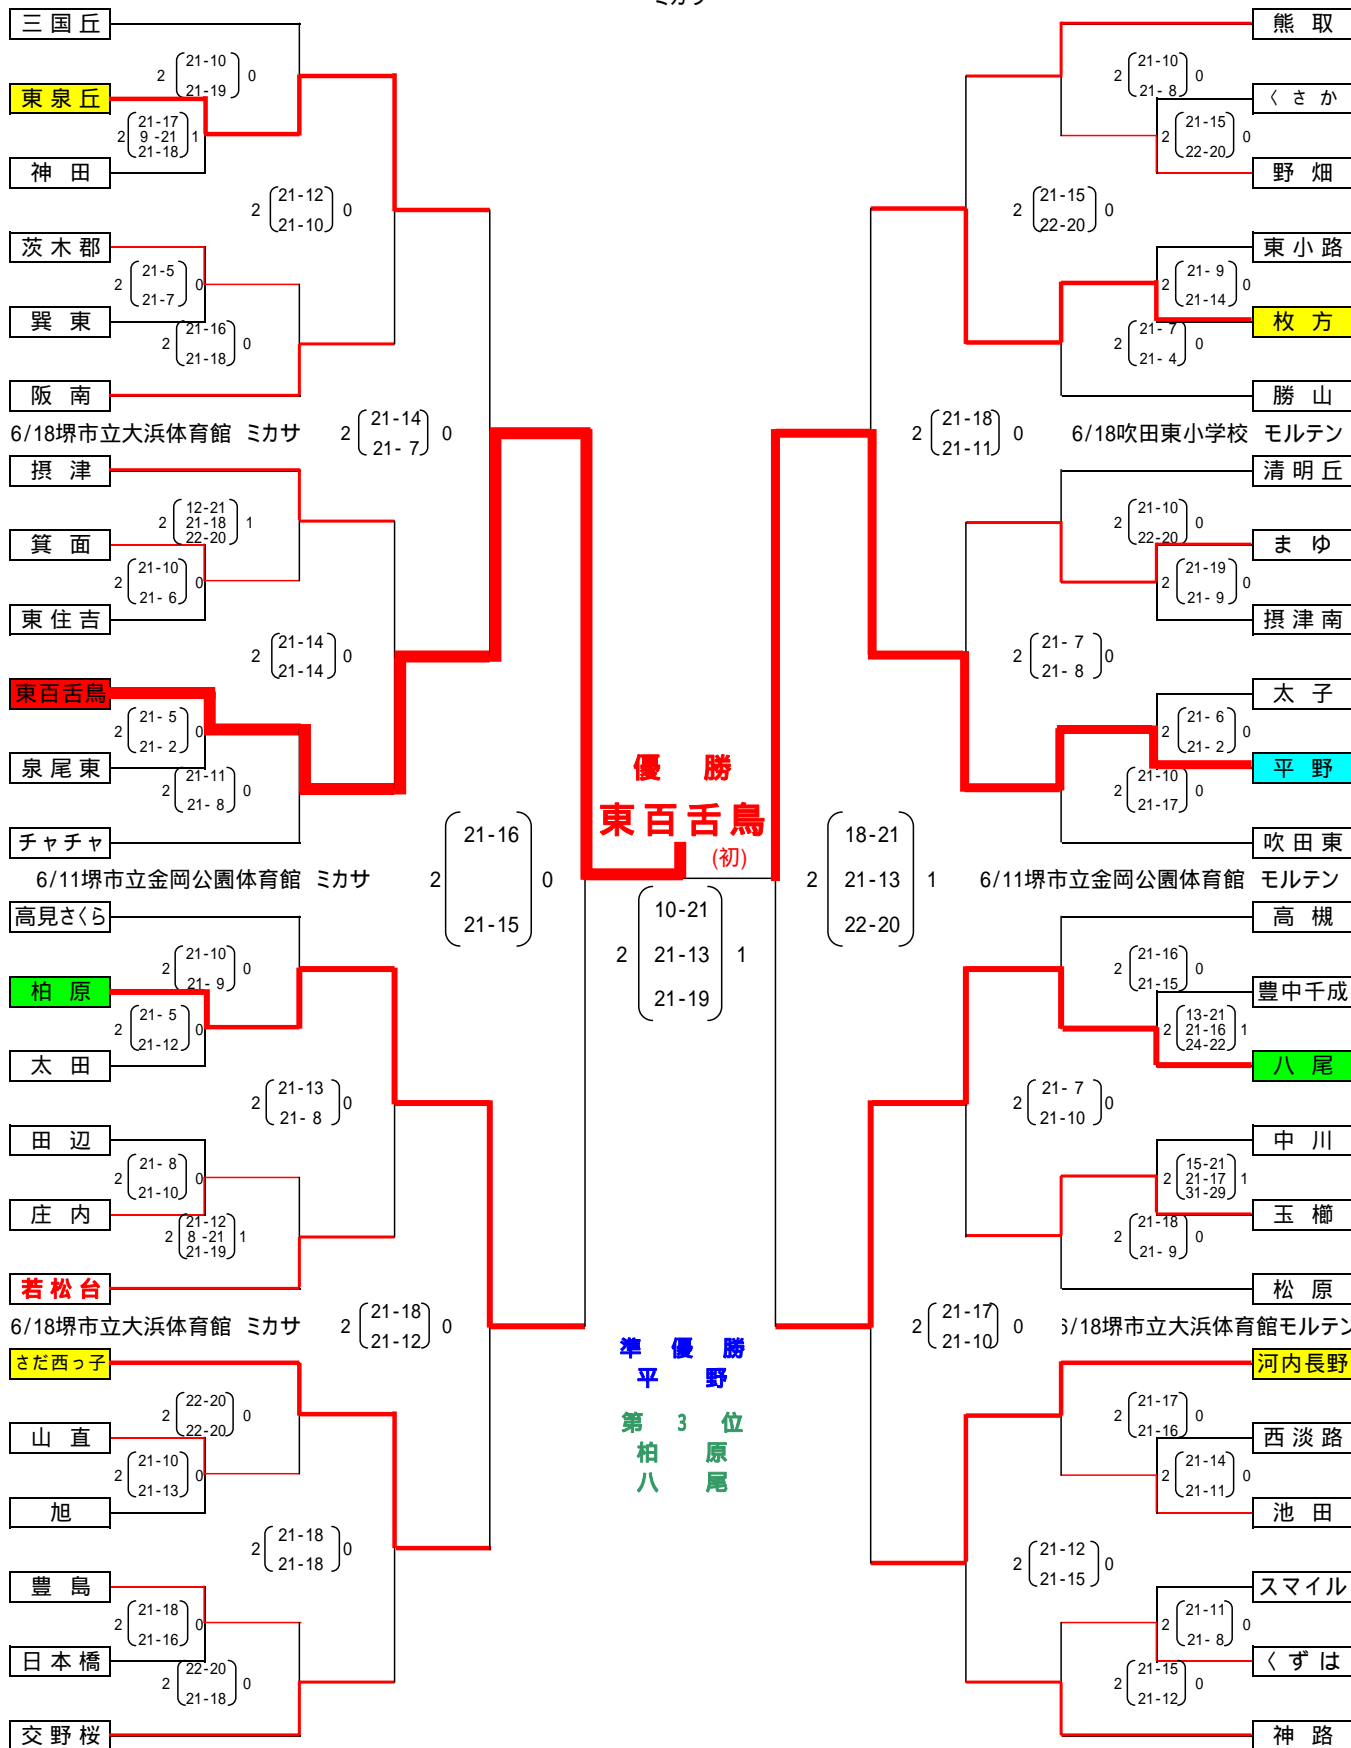 ミカサ
三国丘
2 21-10 0
21-19
東泉丘
21-17
2 9 -21 1
21-18
神田
2 21-12 0
21-10
茨木郡
2 21-5 0
21-7
巽東
2 21-16 0
21-18
阪南
6/18堺市立大浜体育館 ミカサ
2 21-14 0
21- 7
摂津
12-21
2 21-18 1
22-20
箕面
2 21-10 0
21- 6
東住吉
2 21-14 0
21-14
東百舌鳥
2 21- 5 0
21- 2
泉尾東
2 21-11 0
21- 8
チャチャ
6/11堺市立金岡公園体育館 ミカサ
21-16
2 0
21-15
高見さくら
2 21-10 0
21- 9
柏原
2 21- 5 0
21-12
太田
2 21-13 0
21- 8
田辺
2 21- 8 0
21-10
庄内
21-12
2 8 -21 1
21-19
若松台
6/18堺市立大浜体育館 ミカサ
2 21-18 0
21-12
さだ西っ子
2 22-20 0
22-20
山直
2 21-10 0
21-13
旭
2 21-18 0
21-18
豊島
2 21-18 0
21-16
日本橋
2 22-20 0
21-18
交野桜
優勝
東百舌鳥
(初)
10-21
2 21-13 1
21-19
準優勝
平野
第3位
柏原
八尾
熊取
2 21-10 0
21- 8
くさか
2 21-15 0
22-20
野畑
2 21-15 0
22-20
東小路
2 21- 9 0
21-14
枚方
2 21- 7 0
21- 4
勝山
2 21-18 0
21-11
6/18吹田東小学校 モルテン
清明丘
2 21-10 0
22-20
まゆ
2 21-19 0
21- 9
摂津南
2 21- 7 0
21- 8
太子
2 21- 6 0
21- 2
平野
2 21-10 0
21-17
吹田東
18-21
2 21-13 1
22-20
6/11堺市立金岡公園体育館 モルテン
高槻
2 21-16 0
21-15
豊中千成
13-21
2 21-16 1
24-22
八尾
2 21- 7 0
21-10
中川
15-21
2 21-17 1
31-29
玉櫛
2 21-18 0
21- 9
松原
2 21-17 0
21-10
6/18堺市立大浜体育館モルテン
河内長野
2 21-17 0
21-16
西淡路
2 21-14 0
21-11
池田
2 21-12 0
21-15
スマイル
2 21-11 0
21- 8
くずは
2 21-15 0
21-12
神路